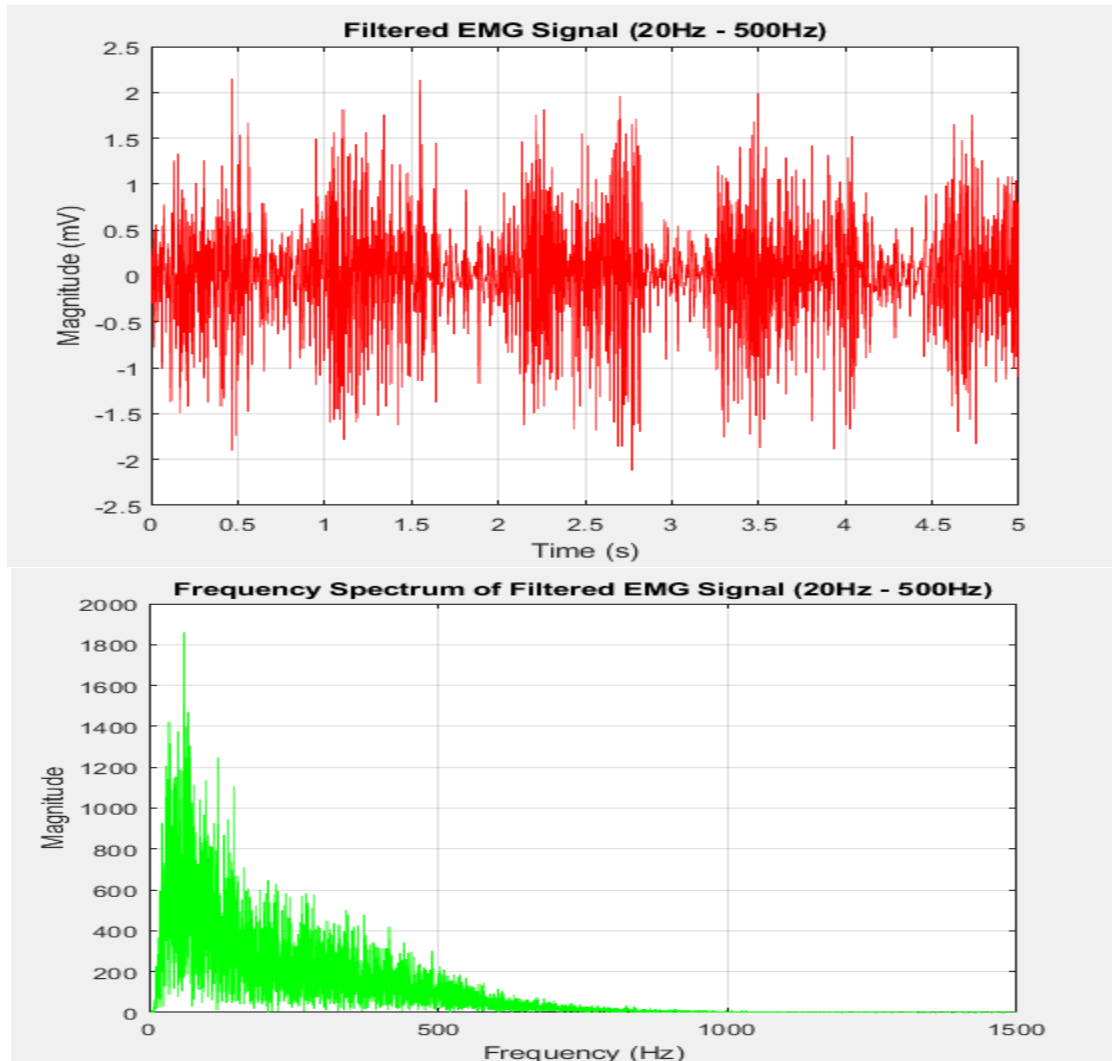 Filtered EMG Signal (20Hz - 500Hz)
2.5
2
1.5
1
0.5
0
-0.5
-1
-1.5
-2
-2.5
Magnitude (mV)
0 0.5 1 1.5 2 2.5 3 3.5 4 4.5 5
Time (s)
Frequency Spectrum of Filtered EMG Signal (20Hz - 500Hz)
2000
1800
1600
1400
1200
1000
800
600
400
200
0
Magnitude
0 500 1000 1500
Frequency (Hz)